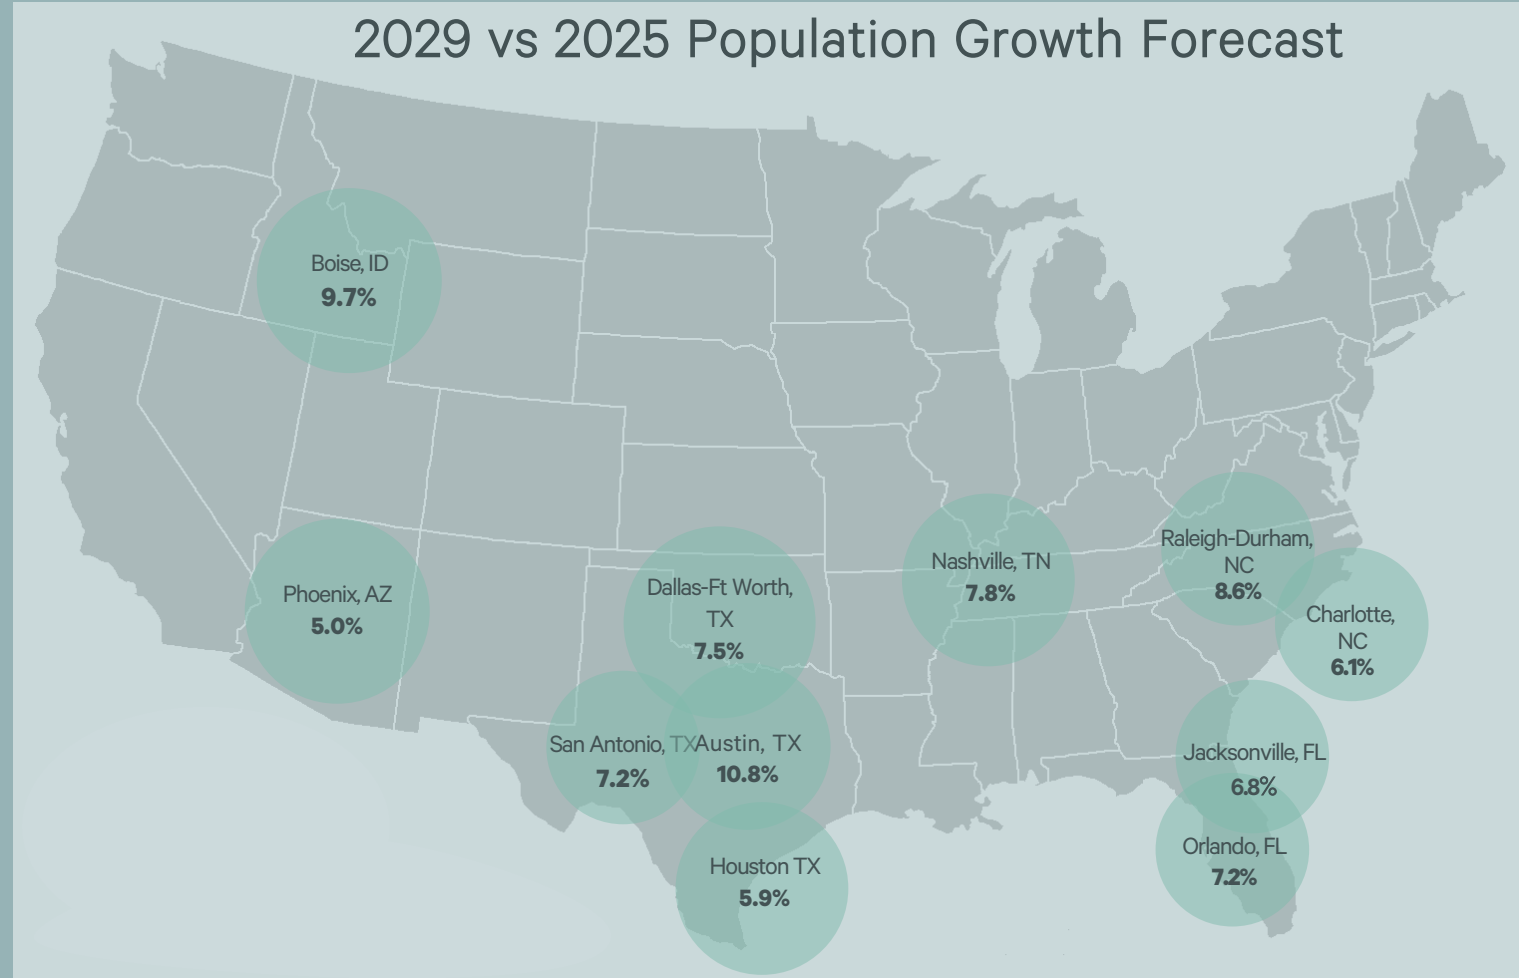 2029 vs 2025 Population Growth Forecast
Boise, ID
9.7%
Phoenix, AZ
5.0%
Dallas-Ft Worth,
TX
7.5%
San Antonio, TX
7.2%
Austin, TX
10.8%
Houston TX
5.9%
Nashville, TN
7.8%
Raleigh-Durham,
NC
8.6%
Charlotte,
NC
6.1%
Jacksonville, FL
6.8%
Orlando, FL
7.2%